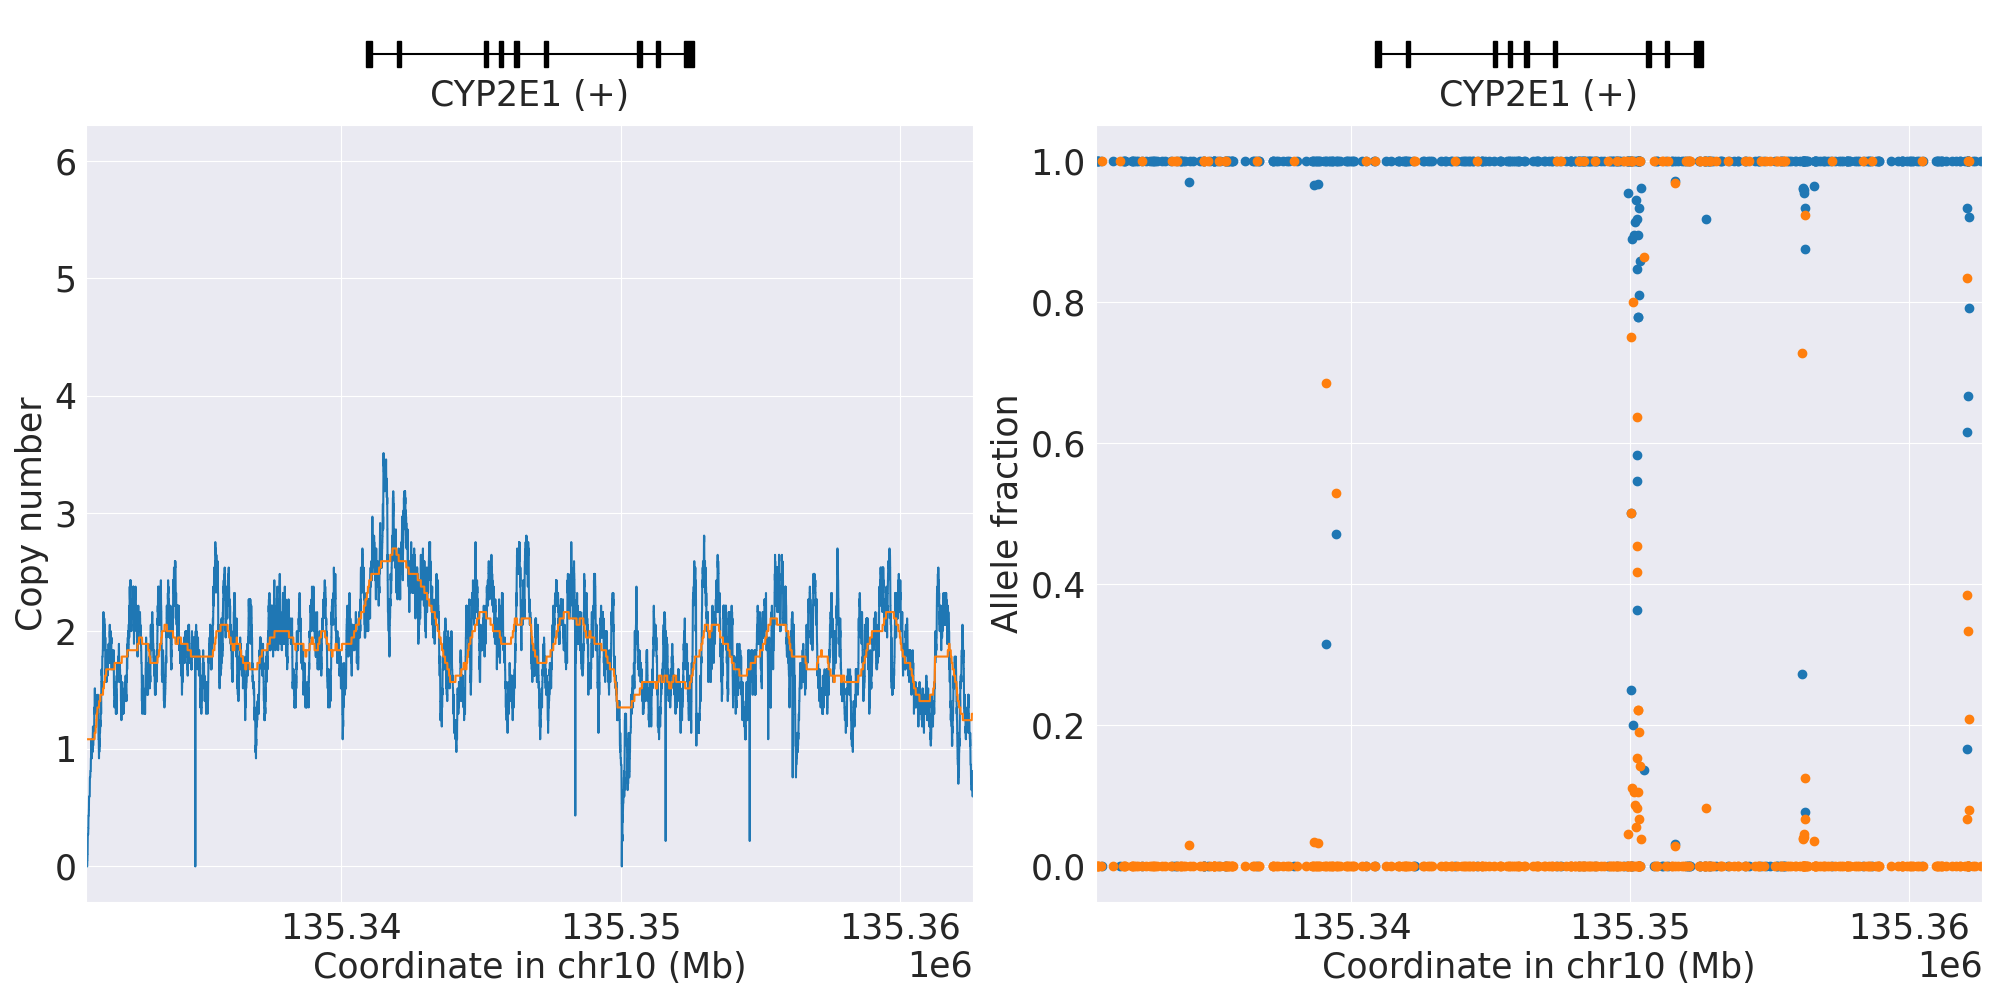 CYP2E1 (+)
6
5
4
3
2
1
0
Copy number
135.34 135.35 135.36
Coordinate in chr10 (Mb)
1e6
CYP2E1 (+)
1.0
0.8
0.6
0.4
0.2
0.0
Allele fraction
135.34 135.35 135.36
Coordinate in chr10 (Mb)
1e6